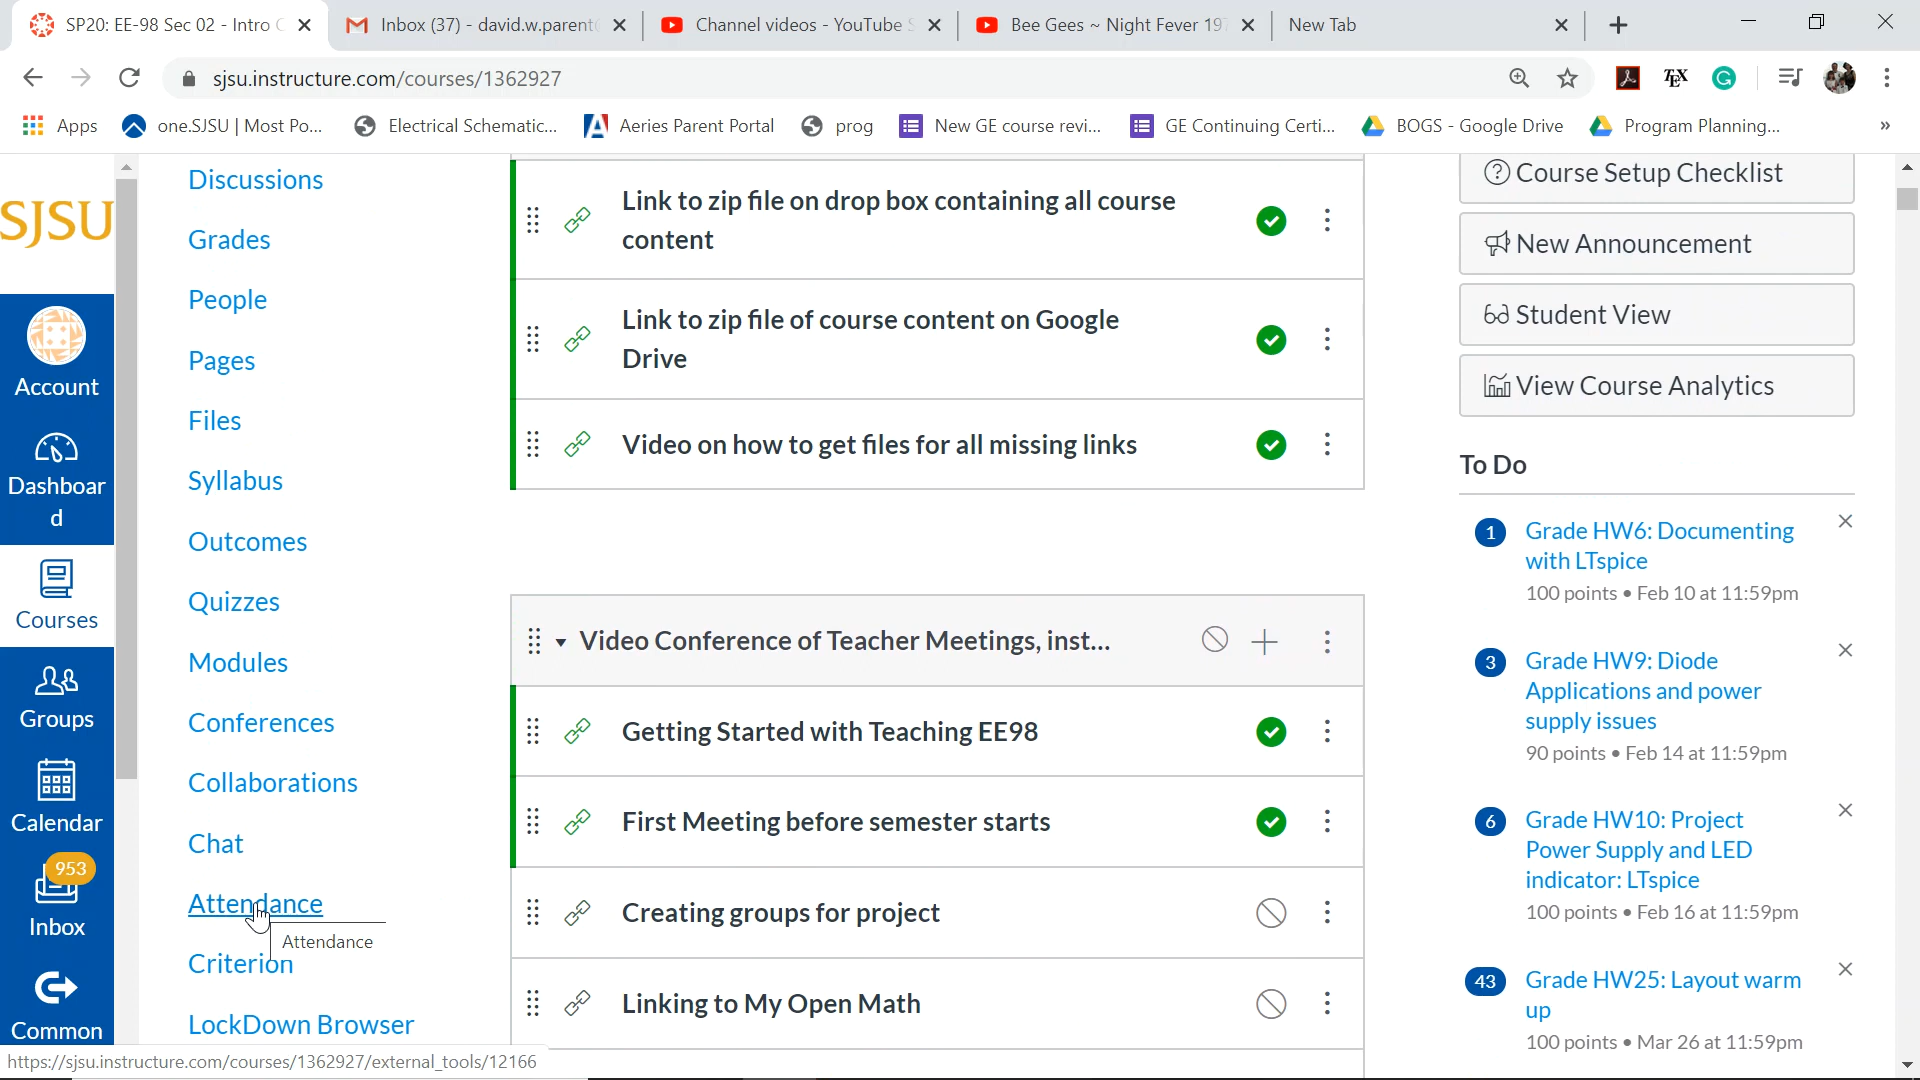 SP20: EE-98 Sec 02 - Intro C
Inbox (37) - david.w.parent
Channel videos - YouTube S
Bee Gees ~ Night Fever 197
New Tab
sjsu.instructure.com/courses/1362927
TEX
Apps
one.SJSU | Most Po...
Electrical Schematic...
Aeries Parent Portal
prog
New GE course revi...
GE Continuing Certi...
BOGS - Google Drive
Program Planning...
»
SJSU
Account
Dashboar
d
Courses
Groups
Calendar
953
Inbox
Common
Discussions
Grades
People
Pages
Files
Syllabus
Outcomes
Quizzes
Modules
Conferences
Collaborations
Chat
Attendance
Attendance
Criterion
LockDown Browser
https://sjsu.instructure.com/courses/1362927/external_tools/12166
Link to zip file on drop box containing all course
content
Link to zip file of course content on Google
Drive
Video on how to get files for all missing links
Video Conference of Teacher Meetings, inst...
Getting Started with Teaching EE98
First Meeting before semester starts
Creating groups for project
Linking to My Open Math
Course Setup Checklist
New Announcement
Student View
View Course Analytics
To Do
1
Grade HW6: Documenting
with LTspice
100 points • Feb 10 at 11:59pm
3
Grade HW9: Diode
Applications and power
supply issues
90 points • Feb 14 at 11:59pm
6
Grade HW10: Project
Power Supply and LED
indicator: LTspice
100 points • Feb 16 at 11:59pm
43
Grade HW25: Layout warm
up
100 points • Mar 26 at 11:59pm